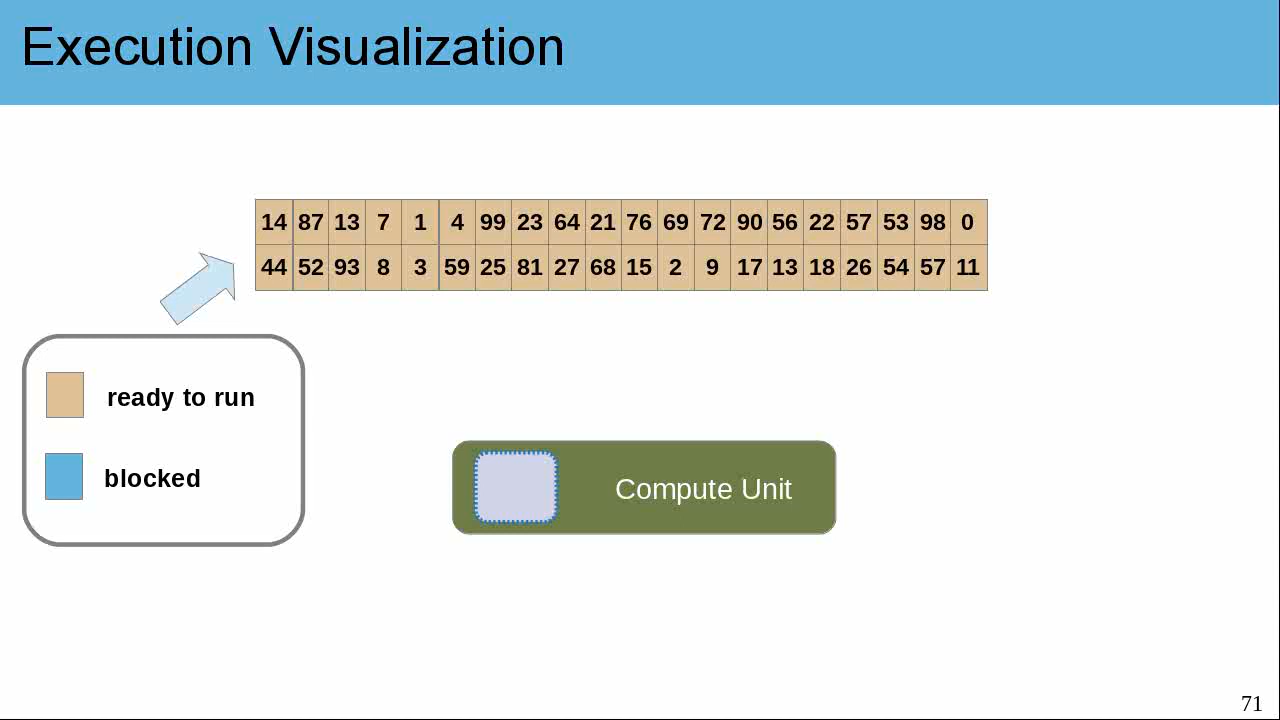 Execution Visualization
14 87 13 7 1 4 99 23 64 21 76 69 72 90 56 22 57 53 98 0
44 52 93 8 3 59 25 81 27 68 15 2 9 17 13 18 26 54 57 11
ready to run
blocked
Compute Unit
71